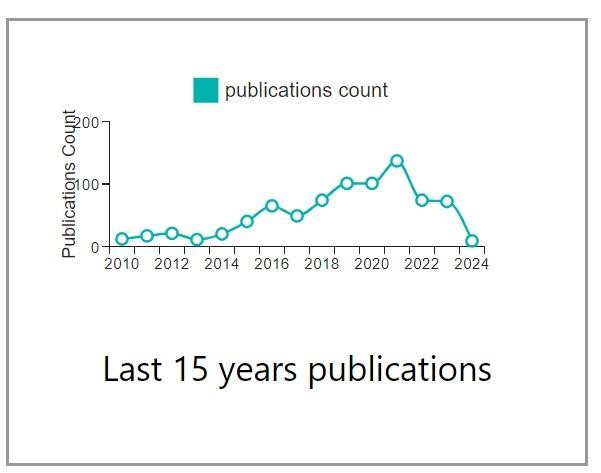 publications count
Publications Count
200
100
0
2010 2012 2014 2016 2018 2020 2022 2024
Last 15 years publications